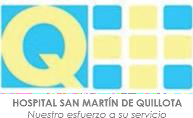 Q
HOSPITAL SAN MARTÍN DE QUILLOTA
Nuestro esfuerzo a su servicio